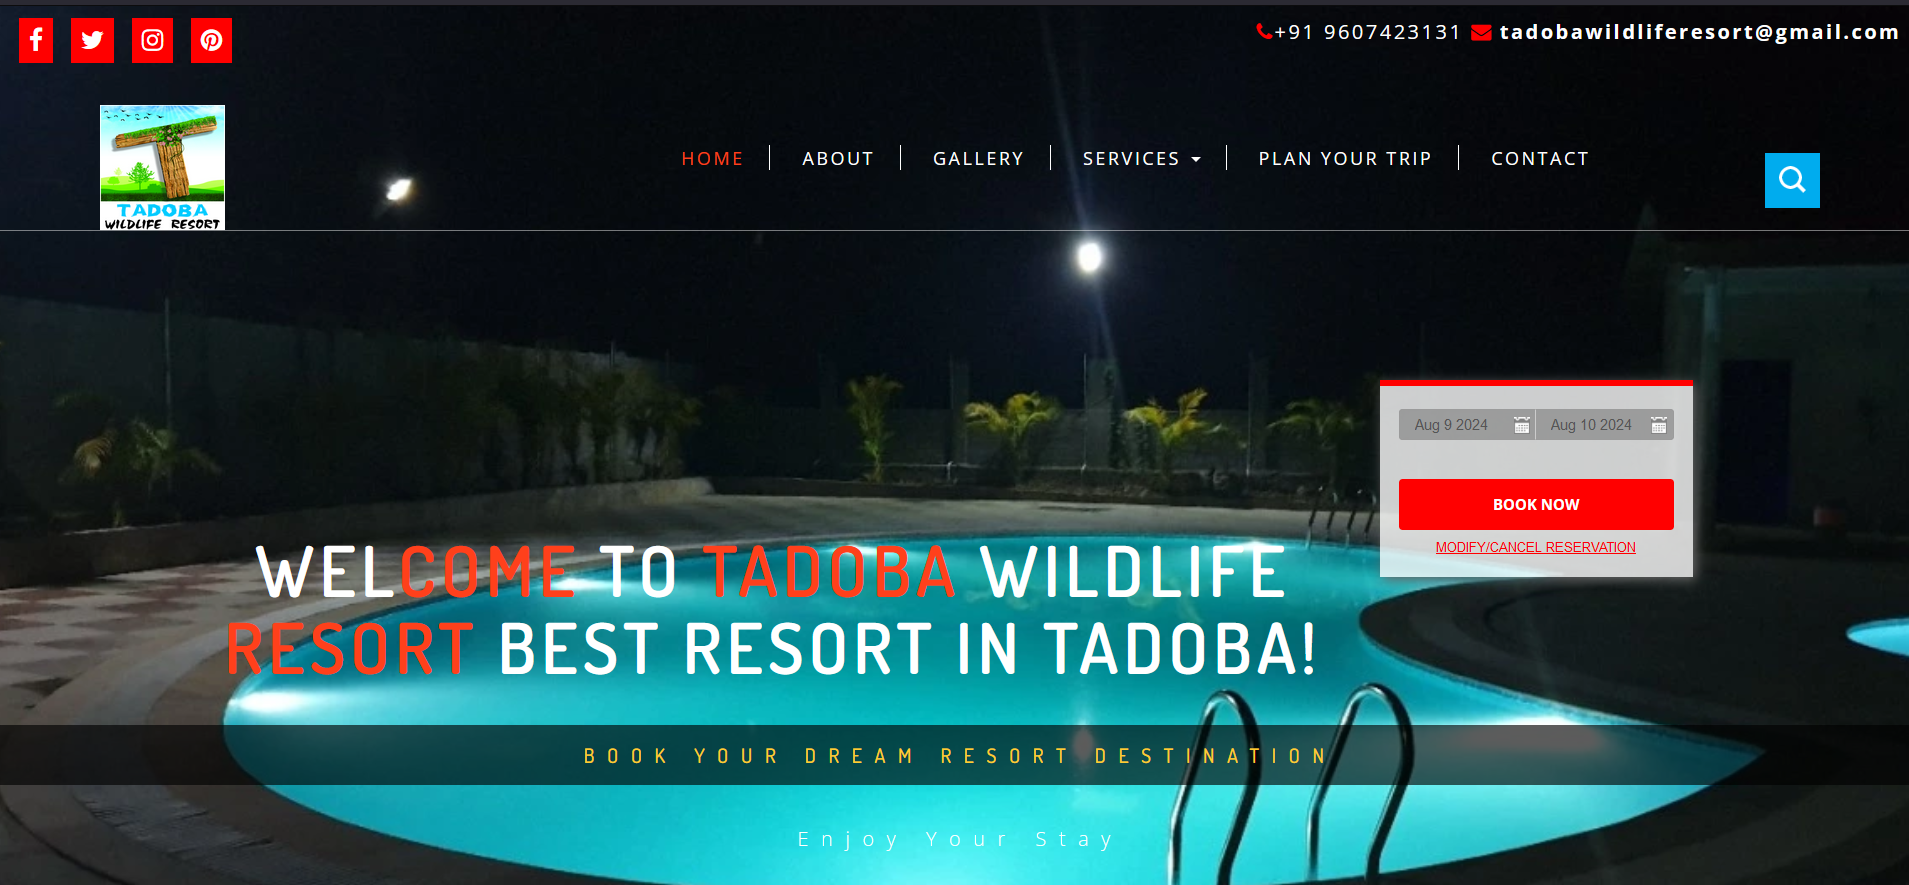 +91 9607423131 tadobawildliferesort@gmail.com
TADOBA
WILDLIFE RESORT
HOME ABOUT GALLERY SERVICES PLAN YOUR TRIP CONTACT
Aug 9 2024 Aug 10 2024
BOOK NOW
MODIFY/CANCEL RESERVATION
WELCOME TO TADOBA WILDLIFE
RESORT BEST RESORT IN TADOBA!
BOOK YOUR DREAM RESORT DESTINATION
Enjoy Your Stay